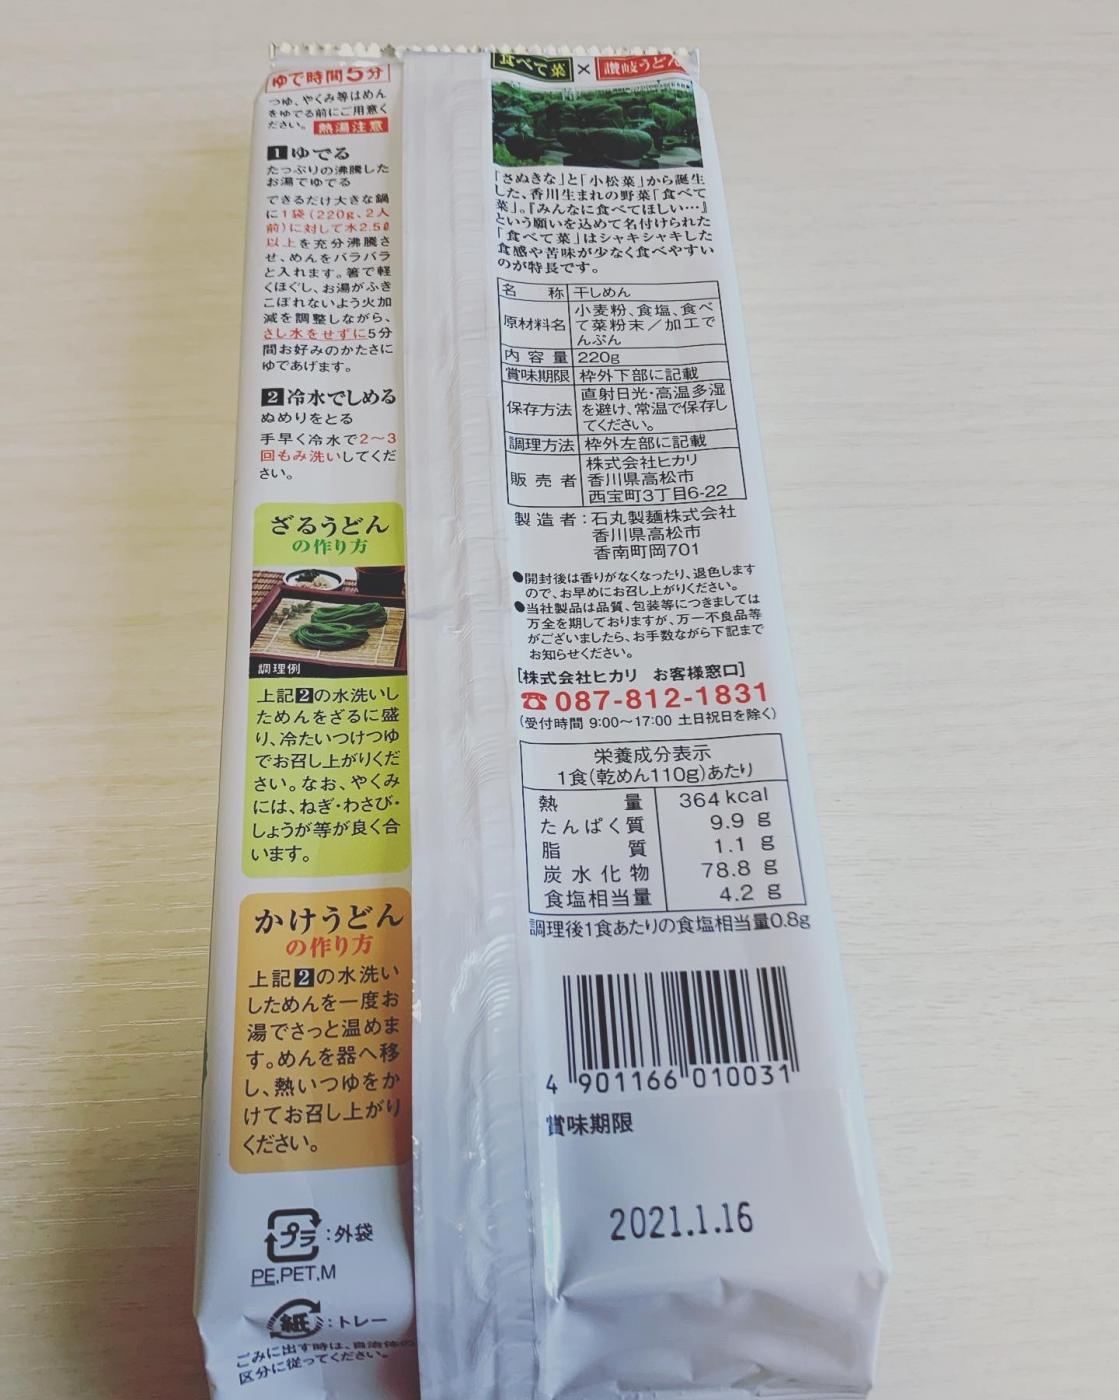 ゆで時間5分
つゆ、やくみ等はめん
をゆでる前にご用意く
ださい。 熱湯注意
1 ゆでる
たっぷりの沸騰した
お湯でゆでる
できるだけ大きな鍋
に1袋(220g、2人
前)に対して水2.5ℓ
以上を充分沸騰さ
せ、めんをバラバラ
と入れます。箸で軽
くほぐし、お湯がふき
こぼれないよう火加
減を調整しながら、
さし水をせずに5分
間お好みのかたさに
ゆであげます。
2 冷水でしめる
ぬめりをとる
手早く冷水で2〜3
回もみ洗いしてくだ
さい。
ざるうどん
の作り方
調理例
上記2の水洗いし
ためんをざるに盛
り、冷たいつけつゆ
でお召し上がりくだ
さい。なお、やくみ
には、ねぎ・わさび・
しょうが等が良く合
います。
かけうどん
の作り方
上記2の水洗い
しためんを一度お
湯でさっと温めま
す。めんを器へ移
し、熱いつゆをか
けてお召し上がり
ください。
プラ :外袋
PE,PET,M
紙 :トレー
ごみに出す時は、自治体の
区分に従ってください。
食べて菜 × 讃岐うどん
「さぬきな」と「小松菜」から誕生
した、香川生まれの野菜「食べて
菜」。『みんなに食べてほしい…』
という願いを込めて名付けられた
「食べて菜」はシャキシャキした
食感や苦味が少なく食べやすい
のが特長です。
名称 干しめん
原材料名 小麦粉、食塩、食べ
て菜粉末／加工で
んぷん
内容量 220g
賞味期限 枠外下部に記載
保存方法 直射日光・高温多湿
を避け、常温で保存し
てください。
調理方法 枠外左部に記載
販売者 株式会社ヒカリ
香川県高松市
西宝町3丁目6-22
製造者:石丸製麺株式会社
香川県高松市
香南町岡701
●開封後は香りがなくなったり、退色します
ので、お早めにお召し上がりください。
●当社製品は品質、包装等につきましては
万全を期しておりますが、万一不良品等
がございましたら、お手数ながら下記まで
お知らせください。
[株式会社ヒカリ お客様窓口]
☎087-812-1831
(受付時間 9:00〜17:00 土日祝日を除く)
栄養成分表示
1食(乾めん110g)あたり
熱量 364kcal
たんぱく質 9.9 g
脂質 1.1 g
炭水化物 78.8 g
食塩相当量 4.2 g
調理後1食あたりの食塩相当量0.8g
4 901166 010031
賞味期限
2021.1.16